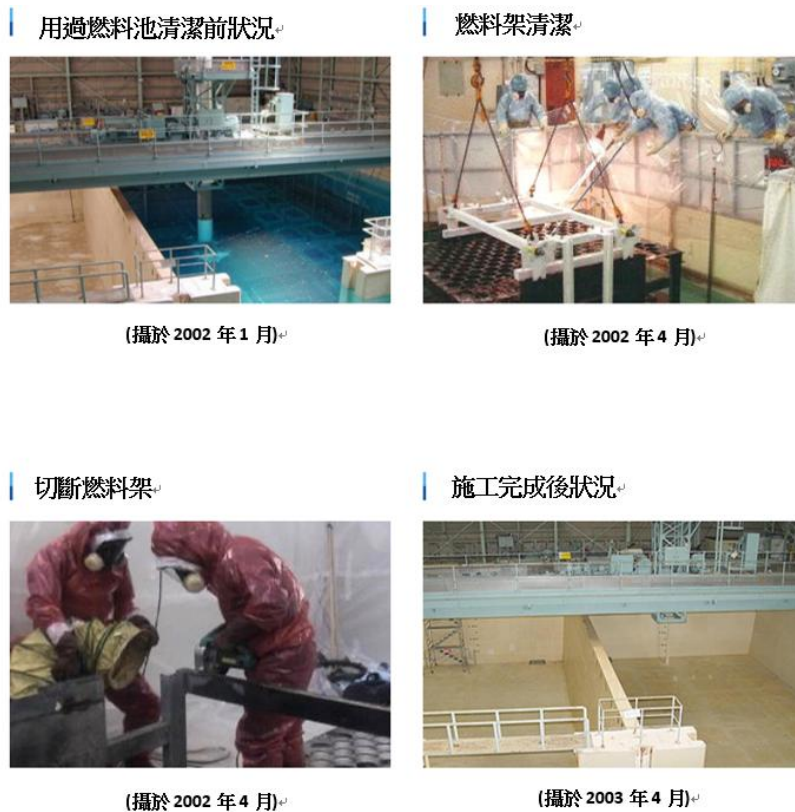 用過燃料池清潔前狀況
燃料架清潔
(攝於 2002 年 1 月)
(攝於 2002 年 4 月)
切斷燃料架
施工完成後狀況
(攝於 2002 年 4 月)
(攝於 2003 年 4 月)